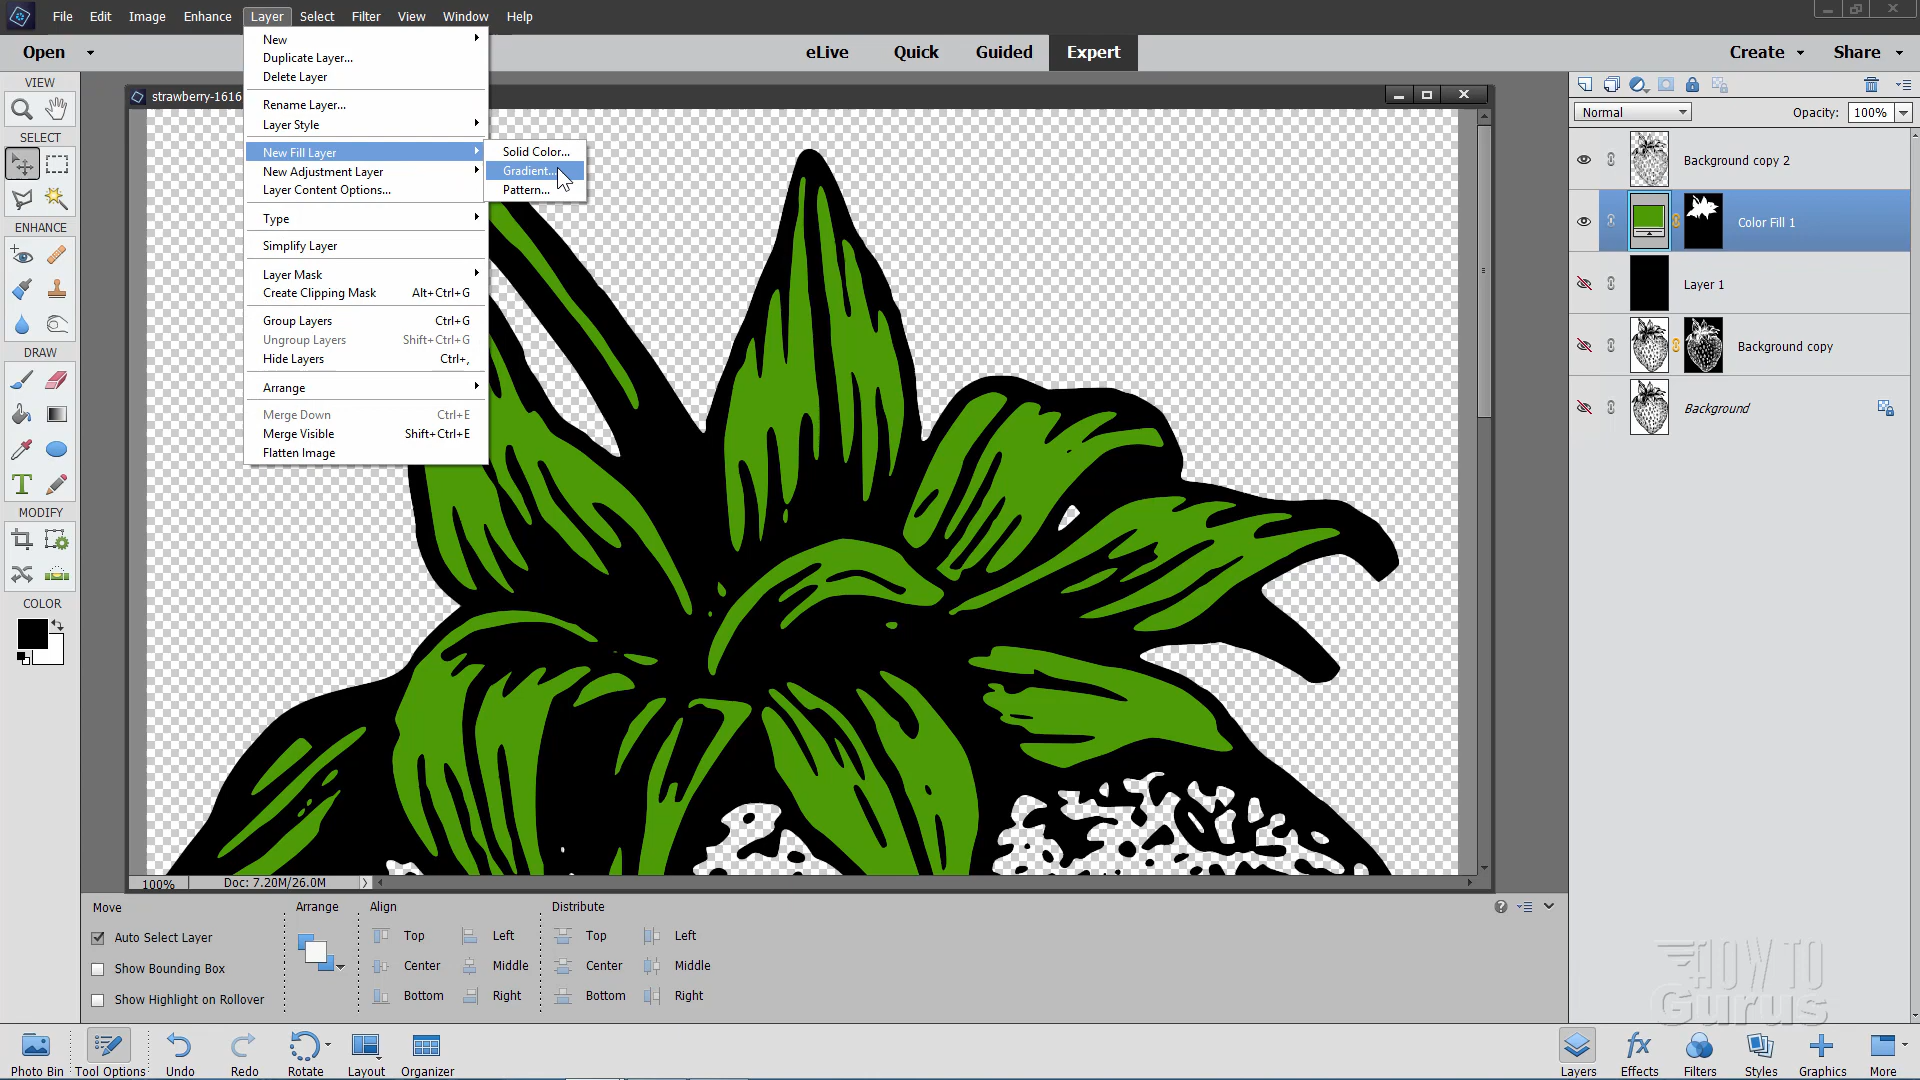 File Edit Image Enhance Layer Select Filter View Window Help
Open eLive Quick Guided Expert Create Share
strawberry-1616
New
Duplicate Layer...
Delete Layer
Rename Layer...
Layer Style
New Fill Layer
New Adjustment Layer
Layer Content Options...
Type
Simplify Layer
Layer Mask
Create Clipping Mask Alt+Ctrl+G
Group Layers Ctrl+G
Ungroup Layers Shift+Ctrl+G
Hide Layers Ctrl+,
Arrange
Merge Down Ctrl+E
Merge Visible Shift+Ctrl+E
Flatten Image
Solid Color...
Gradient...
Pattern...
VIEW
SELECT
ENHANCE
DRAW
T
MODIFY
COLOR
Normal Opacity: 100%
Background copy 2
Color Fill 1
Layer 1
Background copy
Background
100% Doc: 7.20M/26.0M
Move Arrange Align Distribute
Auto Select Layer Top Left Top Left
Show Bounding Box Center Middle Center Middle
Show Highlight on Rollover Bottom Right Bottom Right
HOW TO
Gurus
fx
Photo Bin Tool Options Undo Redo Rotate Layout Organizer Layers Effects Filters Styles Graphics More